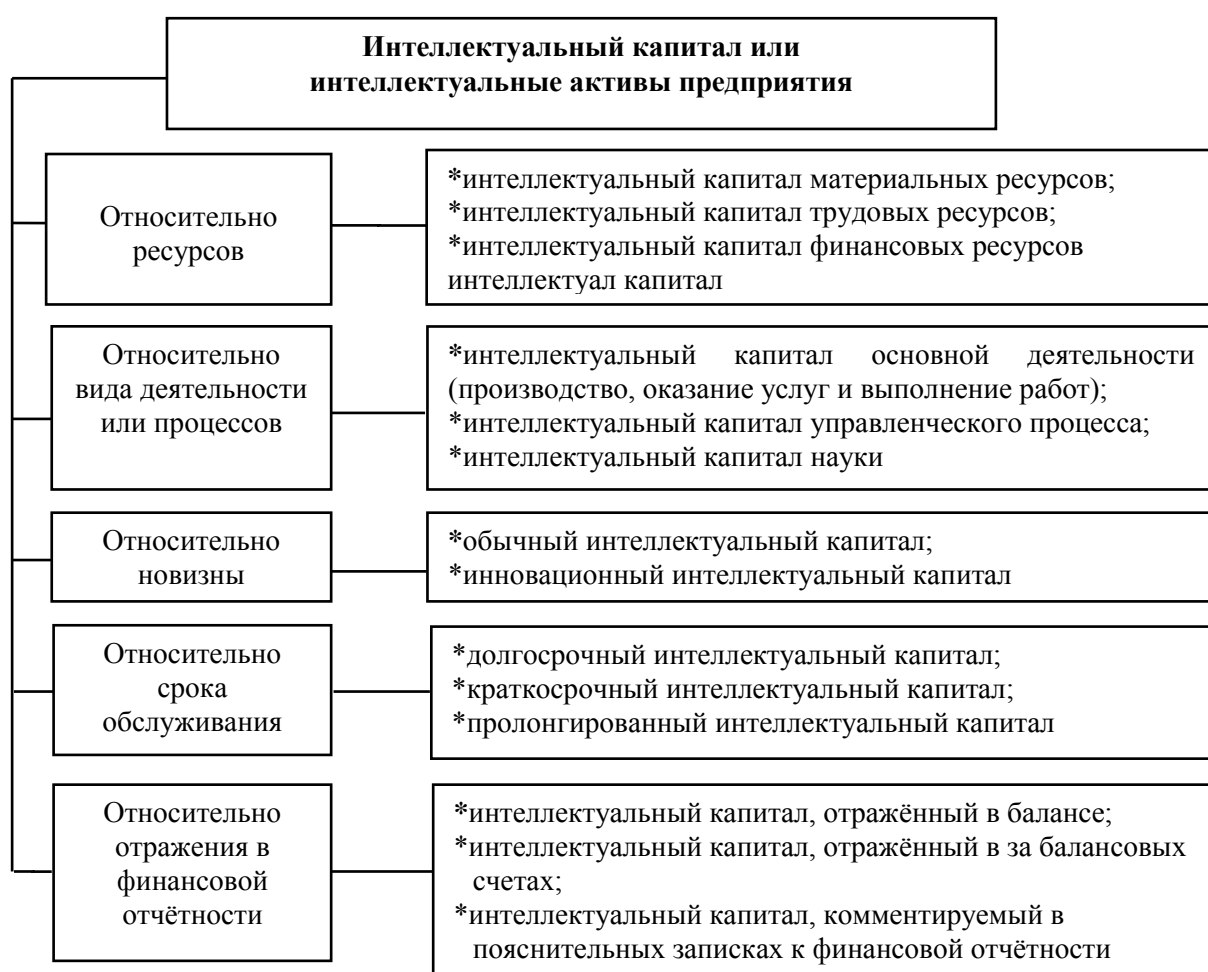 Интеллектуальный капитал или
интеллектуальные активы предприятия
Относительно
ресурсов
*интеллектуальный капитал материальных ресурсов;
*интеллектуальный капитал трудовых ресурсов;
*интеллектуальный капитал финансовых ресурсов
интеллектуал капитал
Относительно
вида деятельности
или процессов
*интеллектуальный капитал основной деятельности
(производство, оказание услуг и выполнение работ);
*интеллектуальный капитал управленческого процесса;
*интеллектуальный капитал науки
Относительно
новизны
*обычный интеллектуальный капитал;
*инновационный интеллектуальный капитал
Относительно
срока
обслуживания
*долгосрочный интеллектуальный капитал;
*краткосрочный интеллектуальный капитал;
*пролонгированный интеллектуальный капитал
Относительно
отражения в
финансовой
отчётности
*интеллектуальный капитал, отражённый в балансе;
*интеллектуальный капитал, отражённый в за балансовых
счетах;
*интеллектуальный капитал, комментируемый в
пояснительных записках к финансовой отчётности